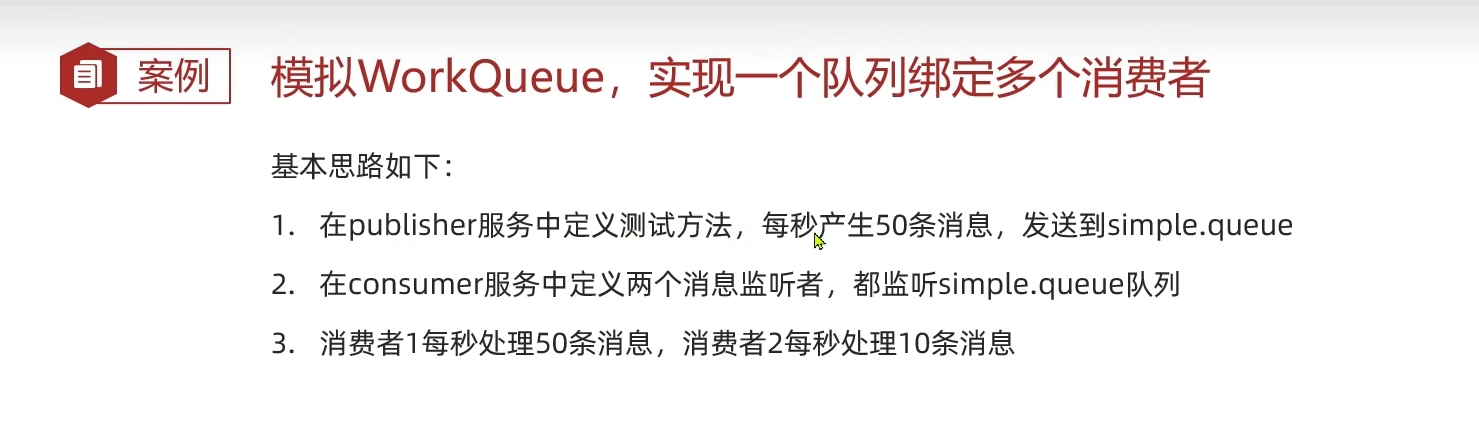 案例
模拟WorkQueue，实现一个队列绑定多个消费者
基本思路如下：
1. 在publisher服务中定义测试方法，每秒产生50条消息，发送到simple.queue
2. 在consumer服务中定义两个消息监听者，都监听simple.queue队列
3. 消费者1每秒处理50条消息，消费者2每秒处理10条消息